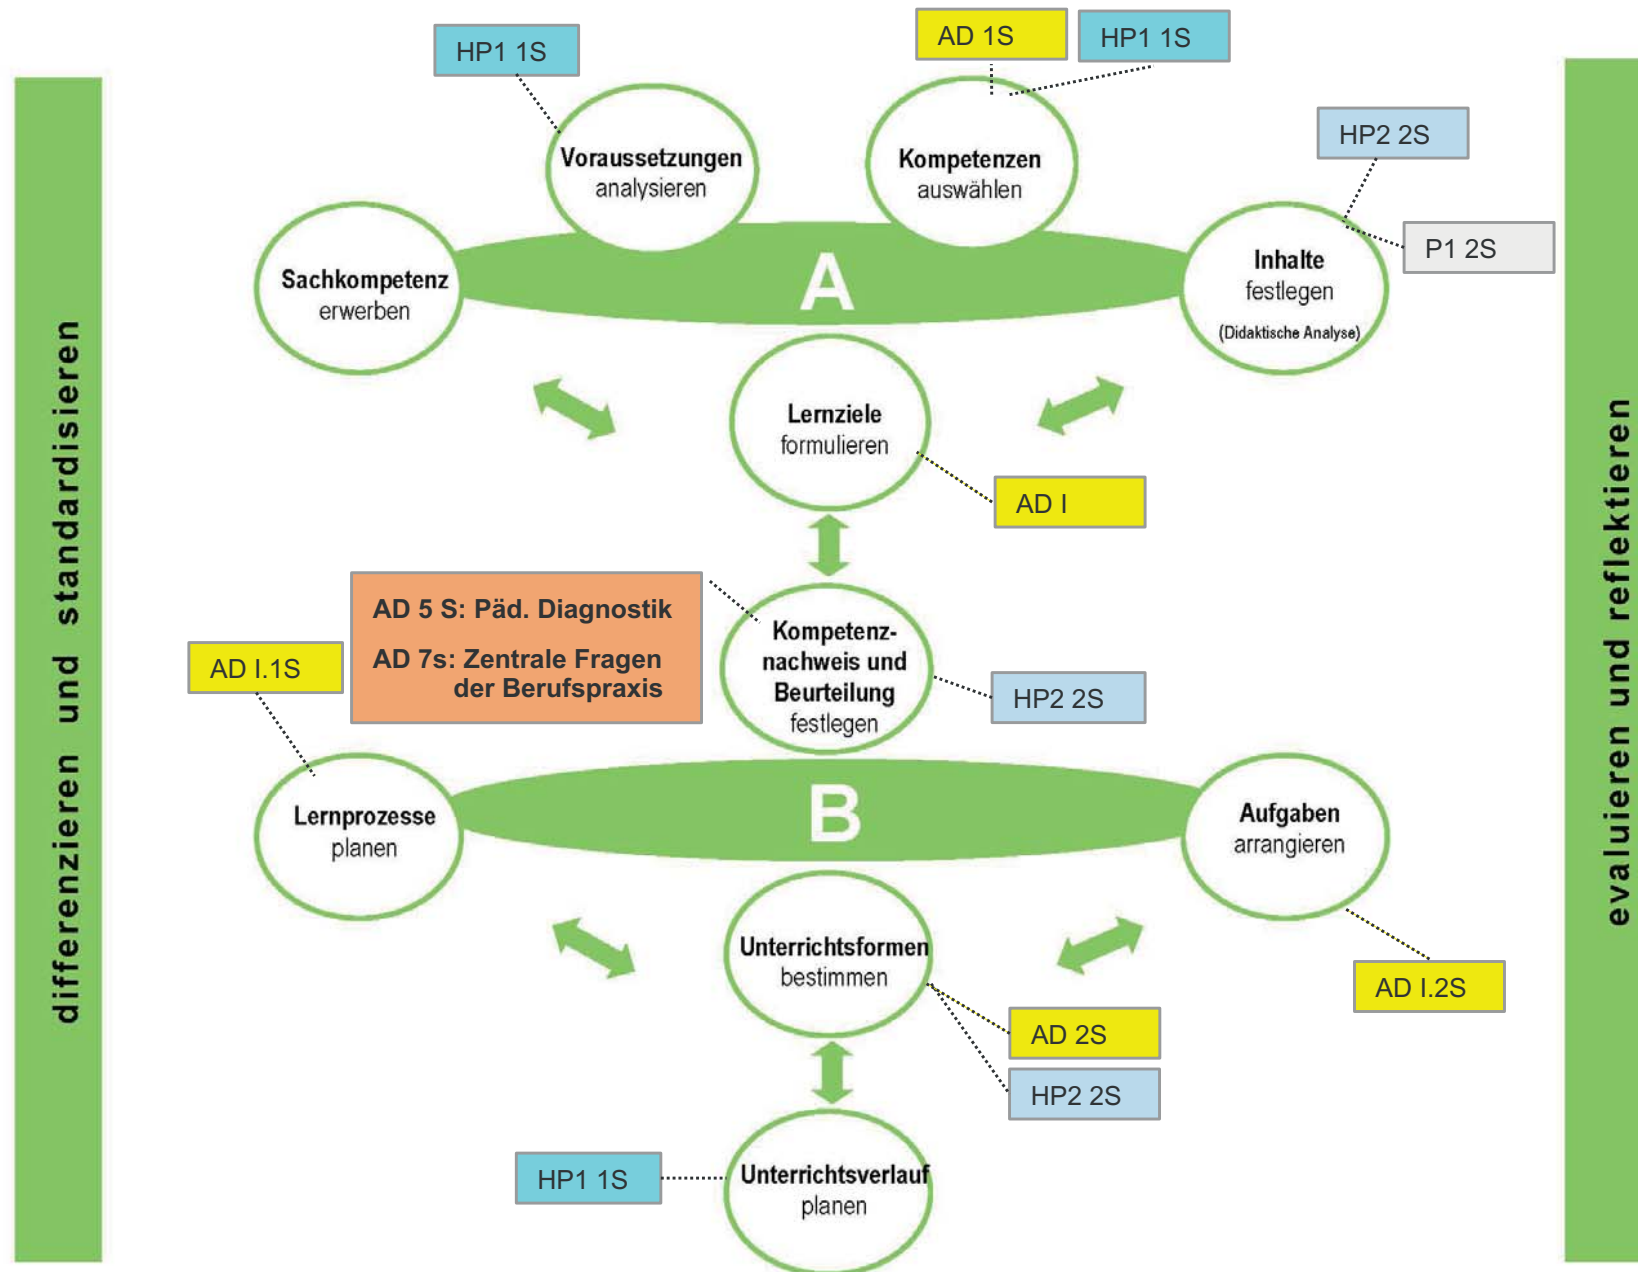 AD 1S
HP1 1S
HP1 1S
HP2 2S
Voraussetzungen
analysieren
Kompetenzen
auswählen
P1 2S
Sachkompetenz
erwerben
A
Inhalte
festlegen
(Didaktische Analyse)
differenzieren und standardisieren
evaluieren und reflektieren
Lernziele
formulieren
AD I
AD 5 S: Päd. Diagnostik
AD 7s: Zentrale Fragen
der Berufspraxis
Kompetenz-
nachweis und
Beurteilung
festlegen
AD I.1S
HP2 2S
Lernprozesse
planen
B
Aufgaben
arrangieren
Unterrichtsformen
bestimmen
AD I.2S
AD 2S
HP2 2S
HP1 1S
Unterrichtsverlauf
planen